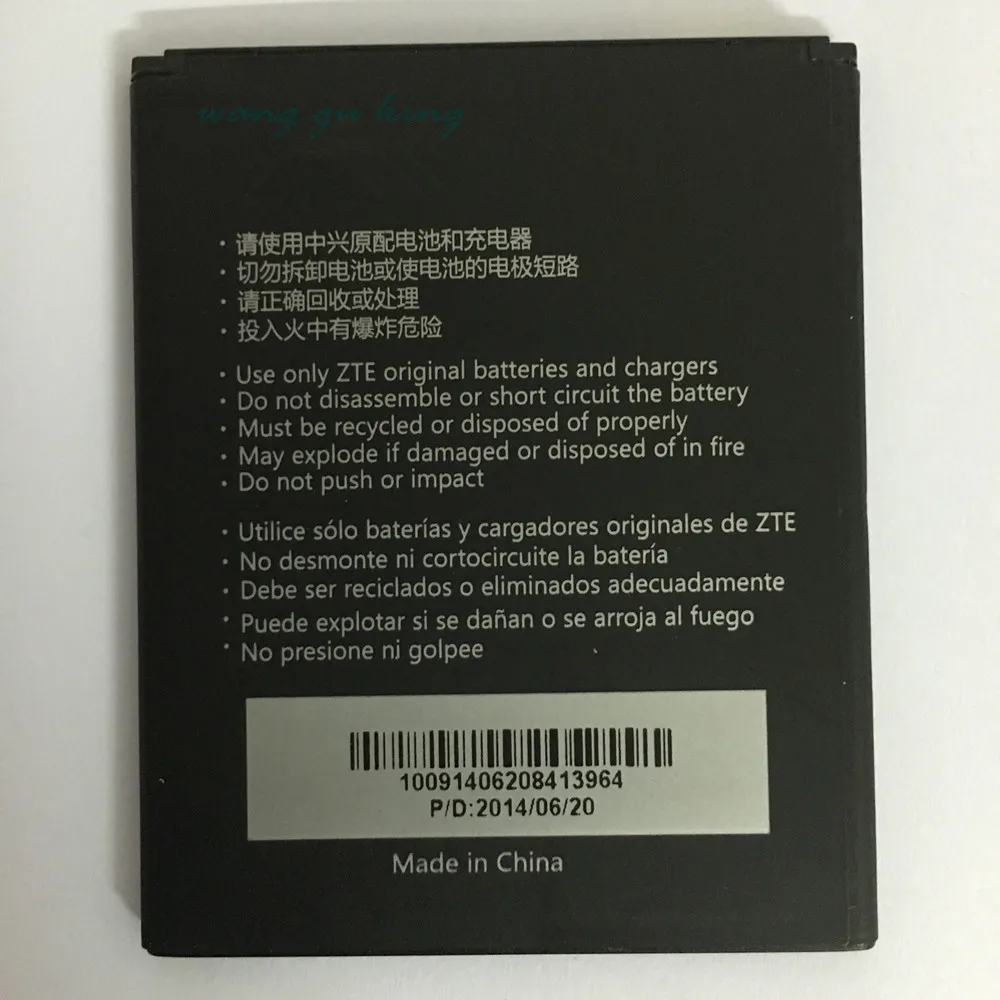 wang gu king
· 请使用中兴原配电池和充电器
· 切勿拆卸电池或使电池的电极短路
· 请正确回收或处理
· 投入火中有爆炸危险
· Use only ZTE original batteries and chargers
· Do not disassemble or short circuit the battery
· Must be recycled or disposed of properly
· May explode if damaged or disposed of in fire
· Do not push or impact
· Utilice sólo baterías y cargadores originales de ZTE
· No desmonte ni cortocircuite la batería
· Debe ser reciclados o eliminados adecuadamente
· Puede explotar si se dañan o se arroja al fuego
· No presione ni golpee
10091406208413964
P/D:2014/06/20
Made in China